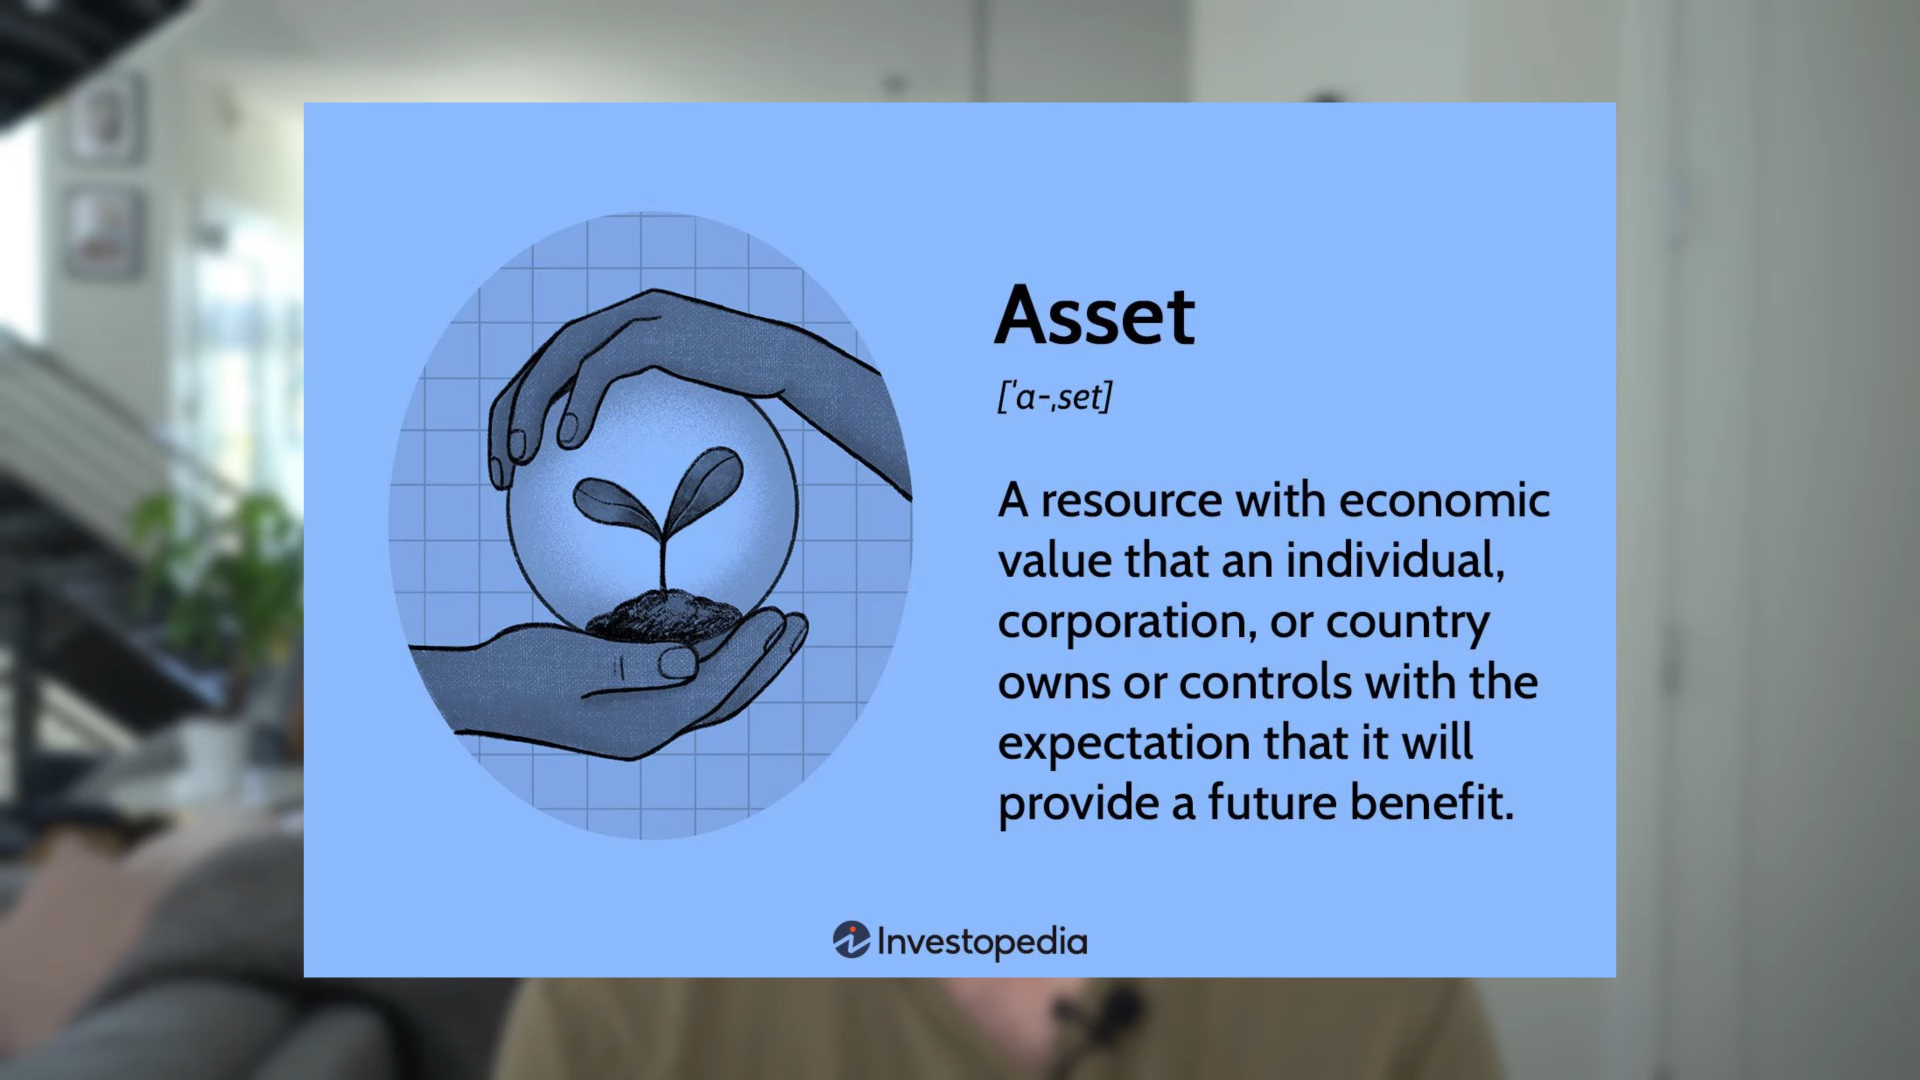 Asset
['a-ˌset]
A resource with economic
value that an individual,
corporation, or country
owns or controls with the
expectation that it will
provide a future benefit.
Investopedia